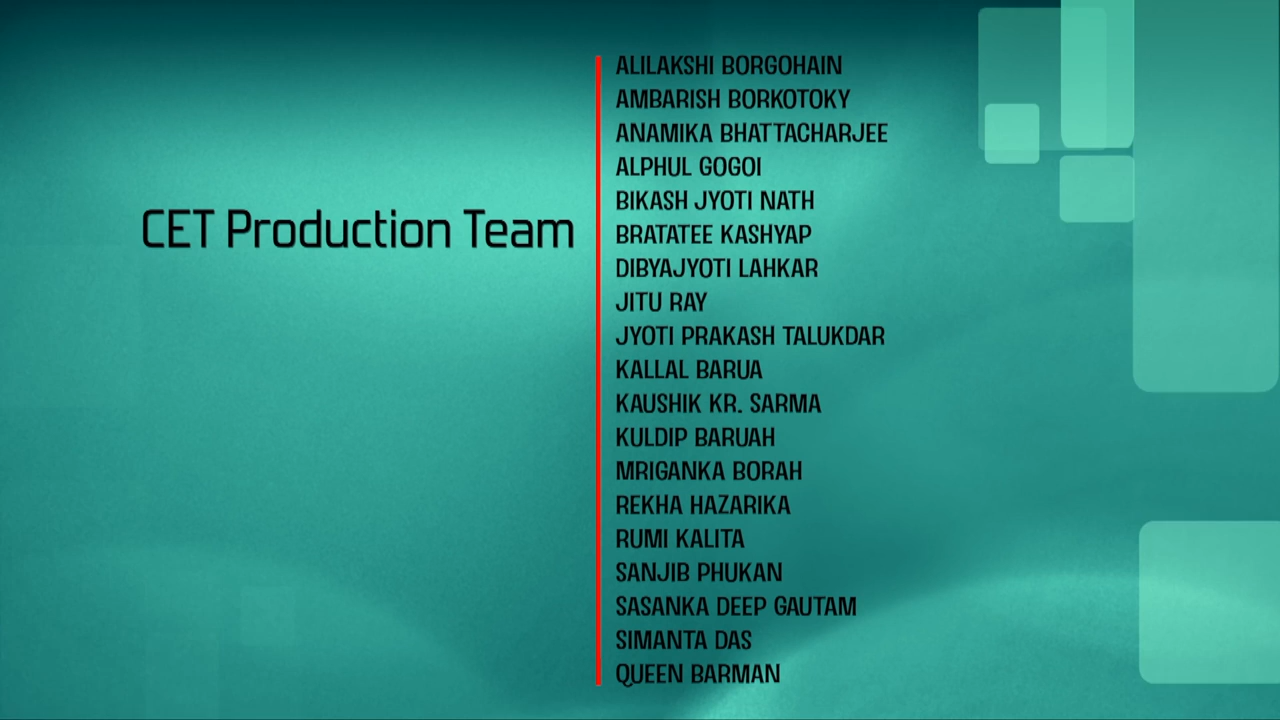 CET Production Team
ALILAKSHI BORGOHAIN
AMBARISH BORKOTOKY
ANAMIKA BHATTACHARJEE
ALPHUL GOGOI
BIKASH JYOTI NATH
BRATATEE KASHYAP
DIBYAJYOTI LAHKAR
JITU RAY
JYOTI PRAKASH TALUKDAR
KALLAL BARUA
KAUSHIK KR. SARMA
KULDIP BARUAH
MRIGANKA BORAH
REKHA HAZARIKA
RUMI KALITA
SANJIB PHUKAN
SASANKA DEEP GAUTAM
SIMANTA DAS
QUEEN BARMAN